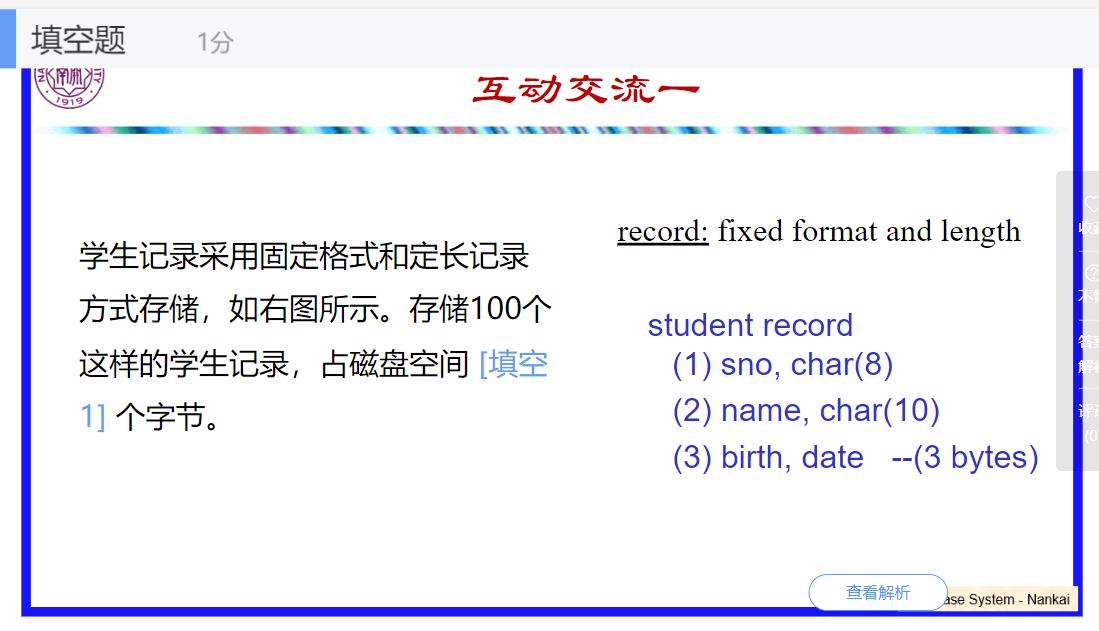 填空题 1分
1919
互动交流一
学生记录采用固定格式和定长记录
方式存储，如右图所示。存储100个
这样的学生记录，占磁盘空间 [填空
1] 个字节。
record: fixed format and length
student record
(1) sno, char(8)
(2) name, char(10)
(3) birth, date --(3 bytes)
查看解析
ase System - Nankai